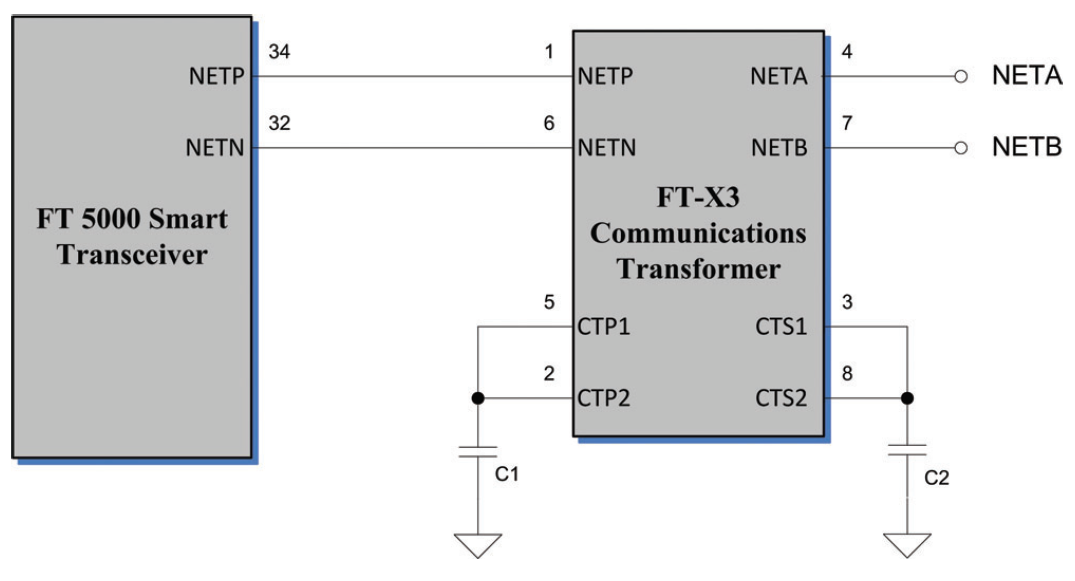 34
1
4
NETP
NETP
NETA
NETA
32
6
7
NETN
NETN
NETB
NETB
FT 5000 Smart
Transceiver
FT-X3
Communications
Transformer
5
3
CTP1
CTS1
2
8
CTP2
CTS2
C1
C2